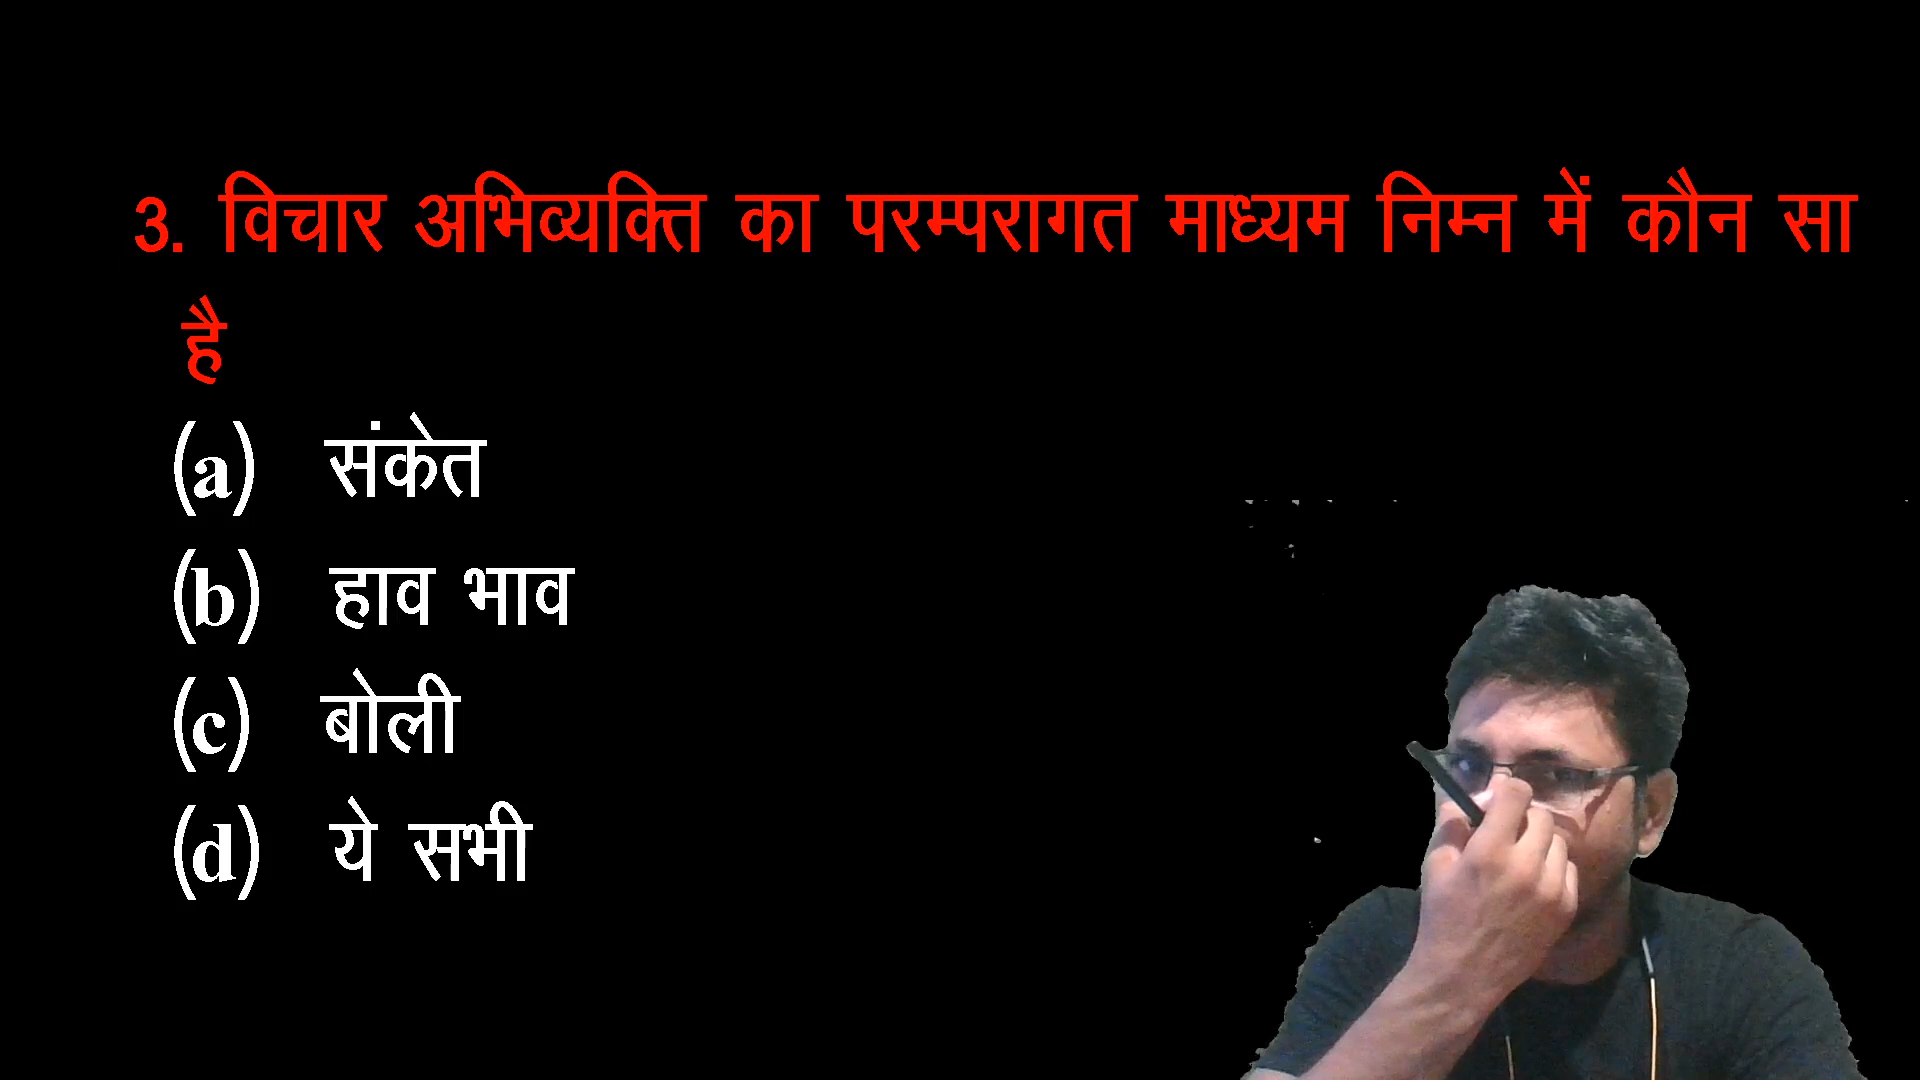 3. विचार अभिव्यक्ति का परम्परागत माध्यम निम्न में कौन सा
है
(a) संकेत
(b) हाव भाव
(c) बोली
(d) ये सभी